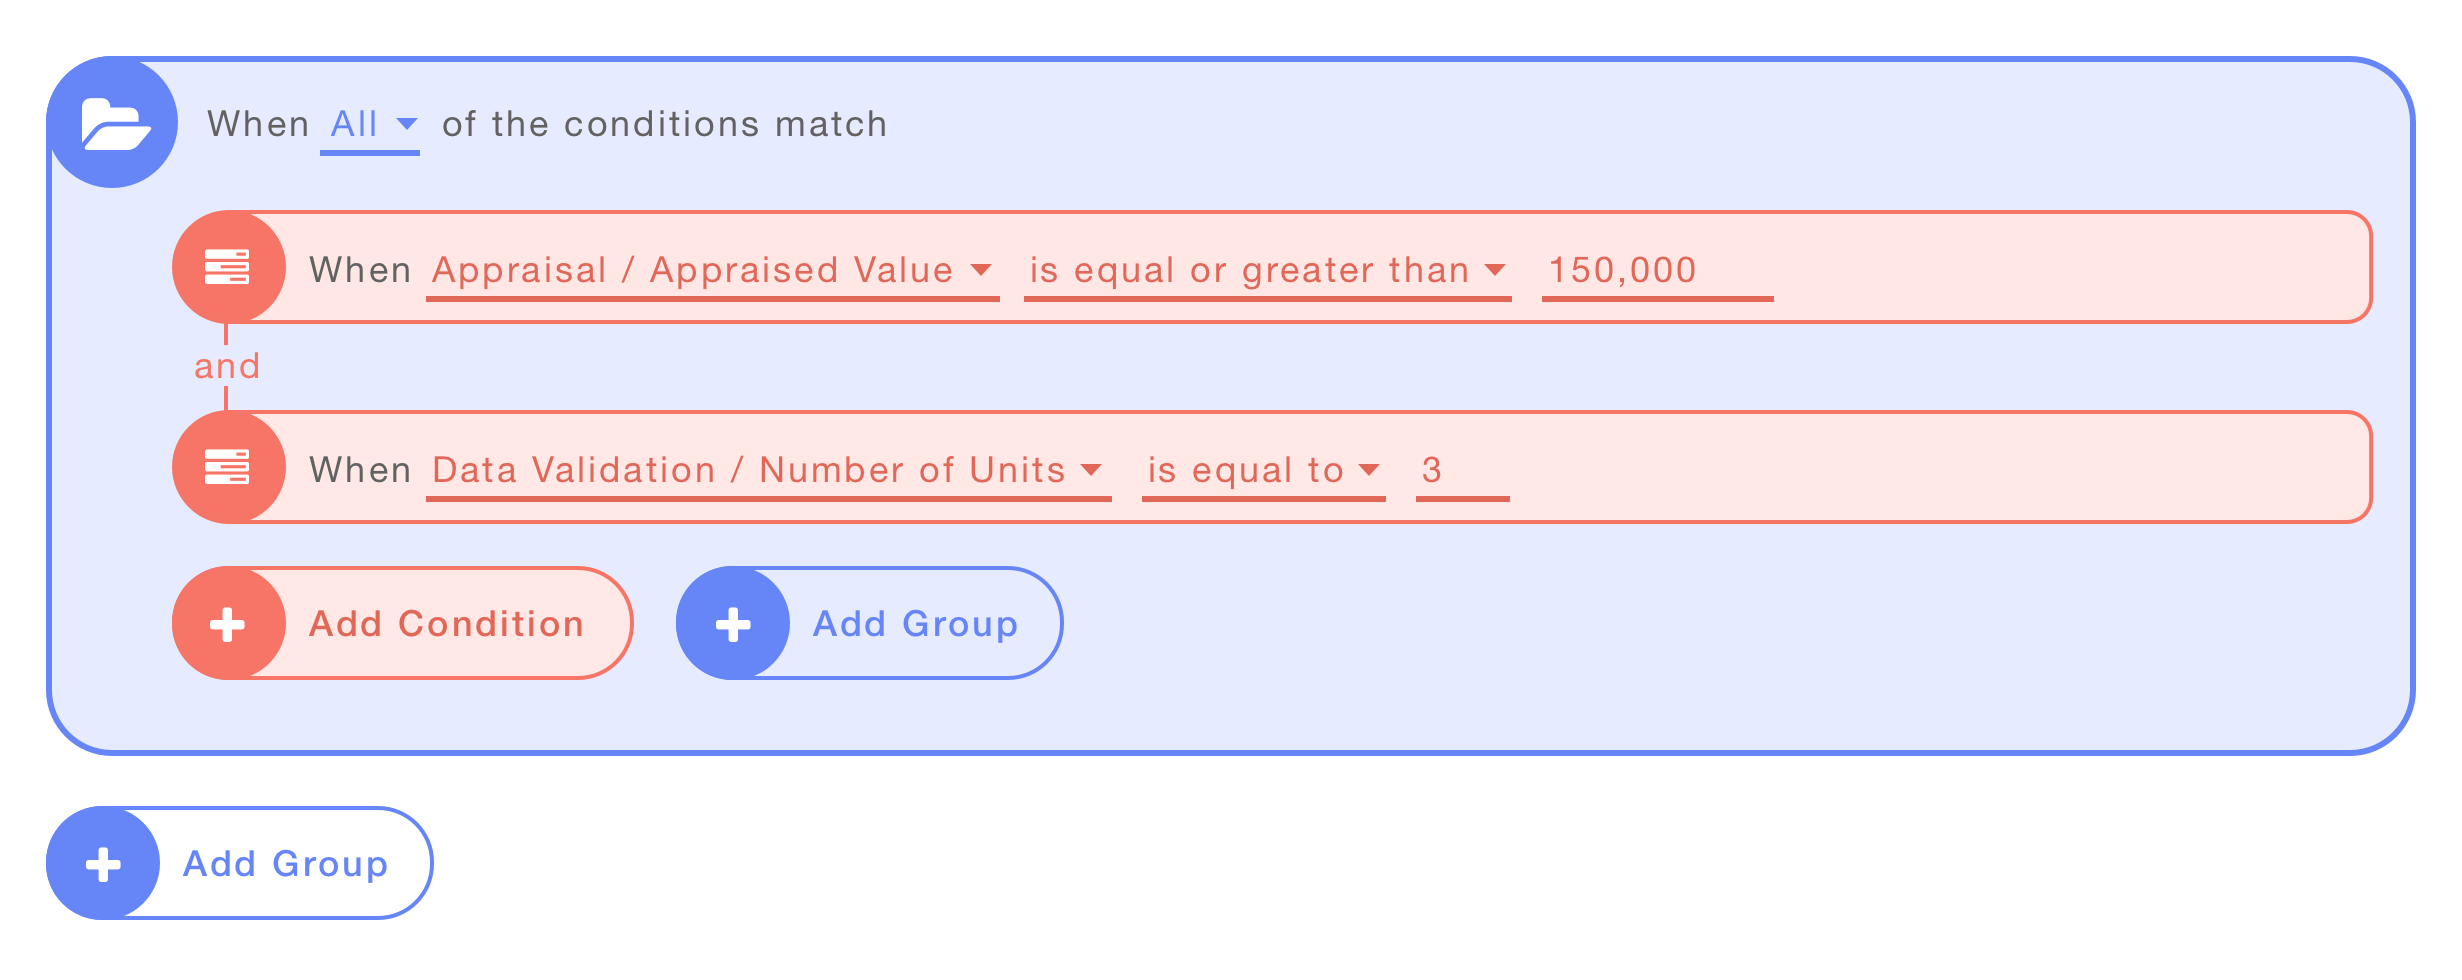 When All of the conditions match
When Appraisal / Appraised Value is equal or greater than 150,000
and
When Data Validation / Number of Units is equal to 3
Add Condition Add Group
Add Group